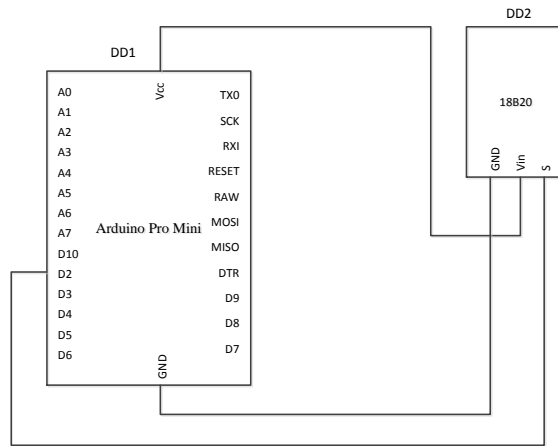 DD1
DD2
Vcc
A0
A1
A2
A3
A4
A5
A6
A7
D10
D2
D3
D4
D5
D6
Arduino Pro Mini
TX0
SCK
RXI
RESET
RAW
MOSI
MISO
DTR
D9
D8
D7
GND
18B20
GND
Vin
S